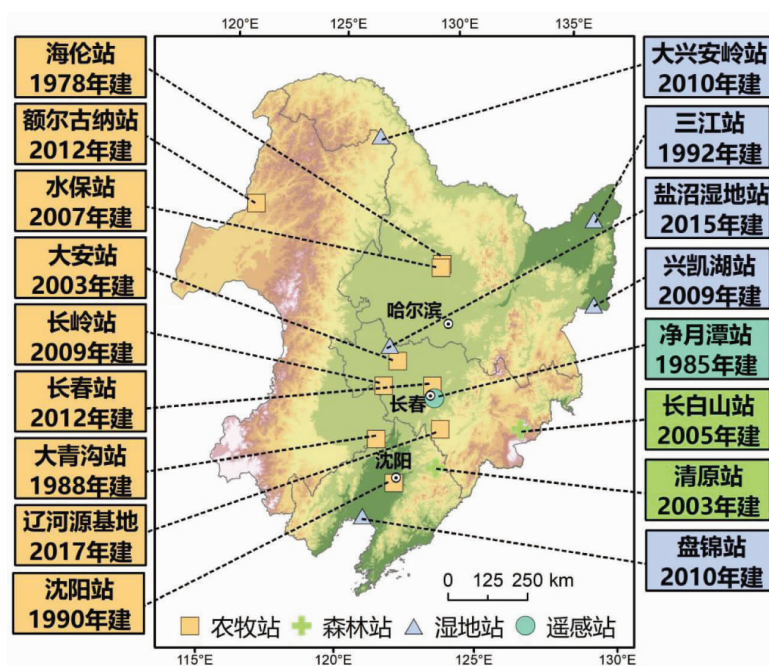 120°E
125°E
130°E
135°E
海伦站
1978年建
额尔古纳站
2012年建
水保站
2007年建
大安站
2003年建
长岭站
2009年建
长春站
2012年建
大青沟站
1988年建
辽河源基地
2017年建
沈阳站
1990年建
哈尔滨
长春
沈阳
大兴安岭站
2010年建
三江站
1992年建
盐沼湿地站
2015年建
兴凯湖站
2009年建
净月潭站
1985年建
长白山站
2005年建
清原站
2003年建
盘锦站
2010年建
0 125 250 km
农牧站 森林站 湿地站 遥感站
115°E
120°E
125°E
130°E